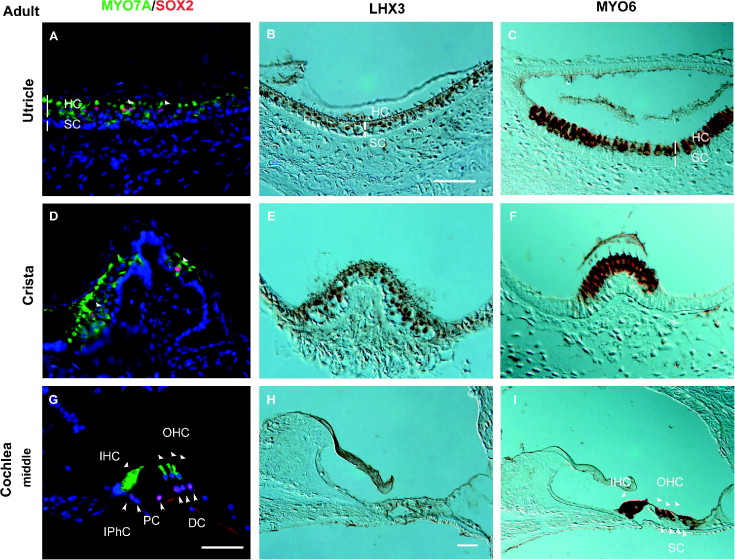 Adult MYO7A/SOX2 LHX3 MYO6
Utricle
A
HC
SC
B
HC
SC
C
HC
SC
Crista
D
E
F
Cochlea
middle
G
IHC
OHC
IPhC
PC
DC
H
I
IHC
OHC
SC